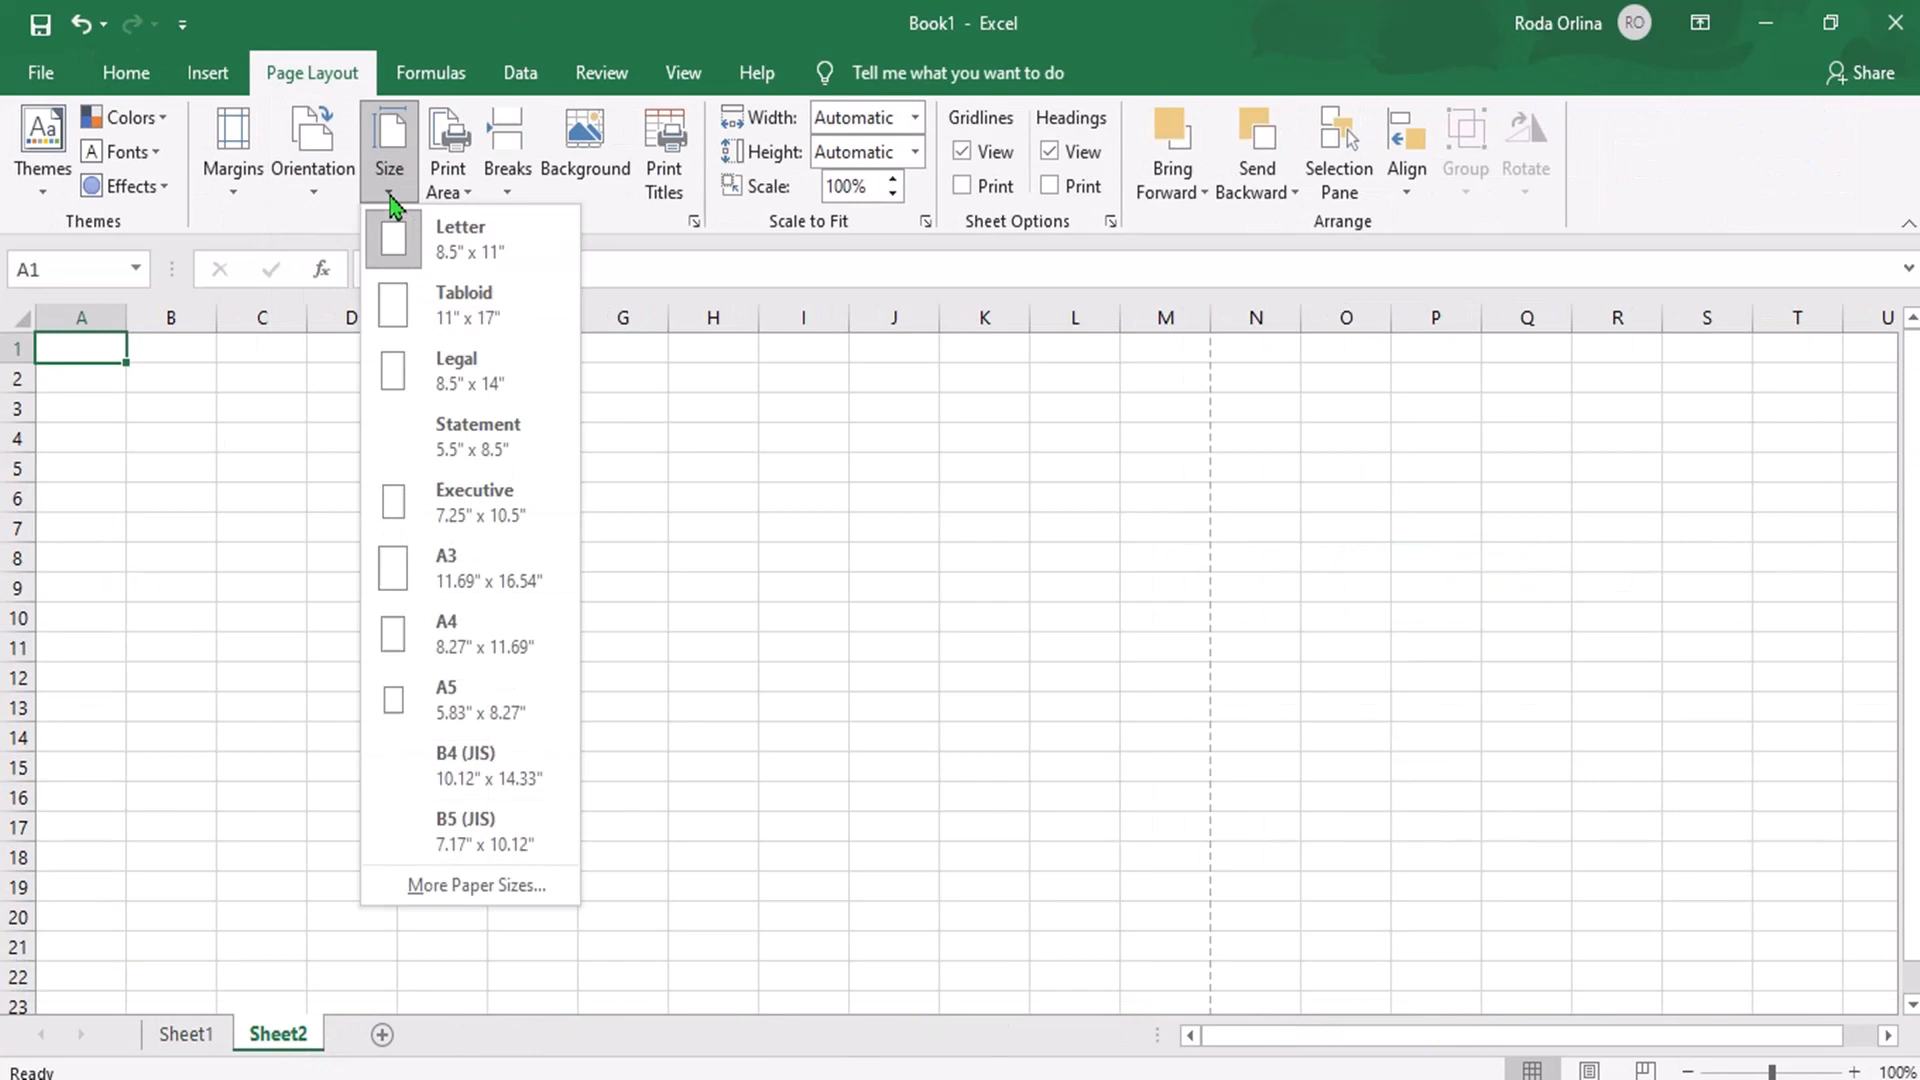 Book1 - Excel
Roda Orlina RO
File Home Insert Page Layout Formulas Data Review View Help Tell me what you want to do Share
Colors Width: Automatic Gridlines Headings
Fonts Height: Automatic View View
Themes Margins Orientation Size Print Area Breaks Background Print Titles Bring Forward Send Backward Selection Pane Align Group Rotate
Effects Scale: 100% Print Print
Themes Scale to Fit Sheet Options Arrange
A1 fx
Letter
8.5" x 11"
Tabloid
11" x 17"
Legal
8.5" x 14"
Statement
5.5" x 8.5"
Executive
7.25" x 10.5"
A3
11.69" x 16.54"
A4
8.27" x 11.69"
A5
5.83" x 8.27"
B4 (JIS)
10.12" x 14.33"
B5 (JIS)
7.17" x 10.12"
More Paper Sizes...
A B C D G H I J K L M N O P Q R S T U
1
2
3
4
5
6
7
8
9
10
11
12
13
14
15
16
17
18
19
20
21
22
23
Sheet1 Sheet2
Ready 100%